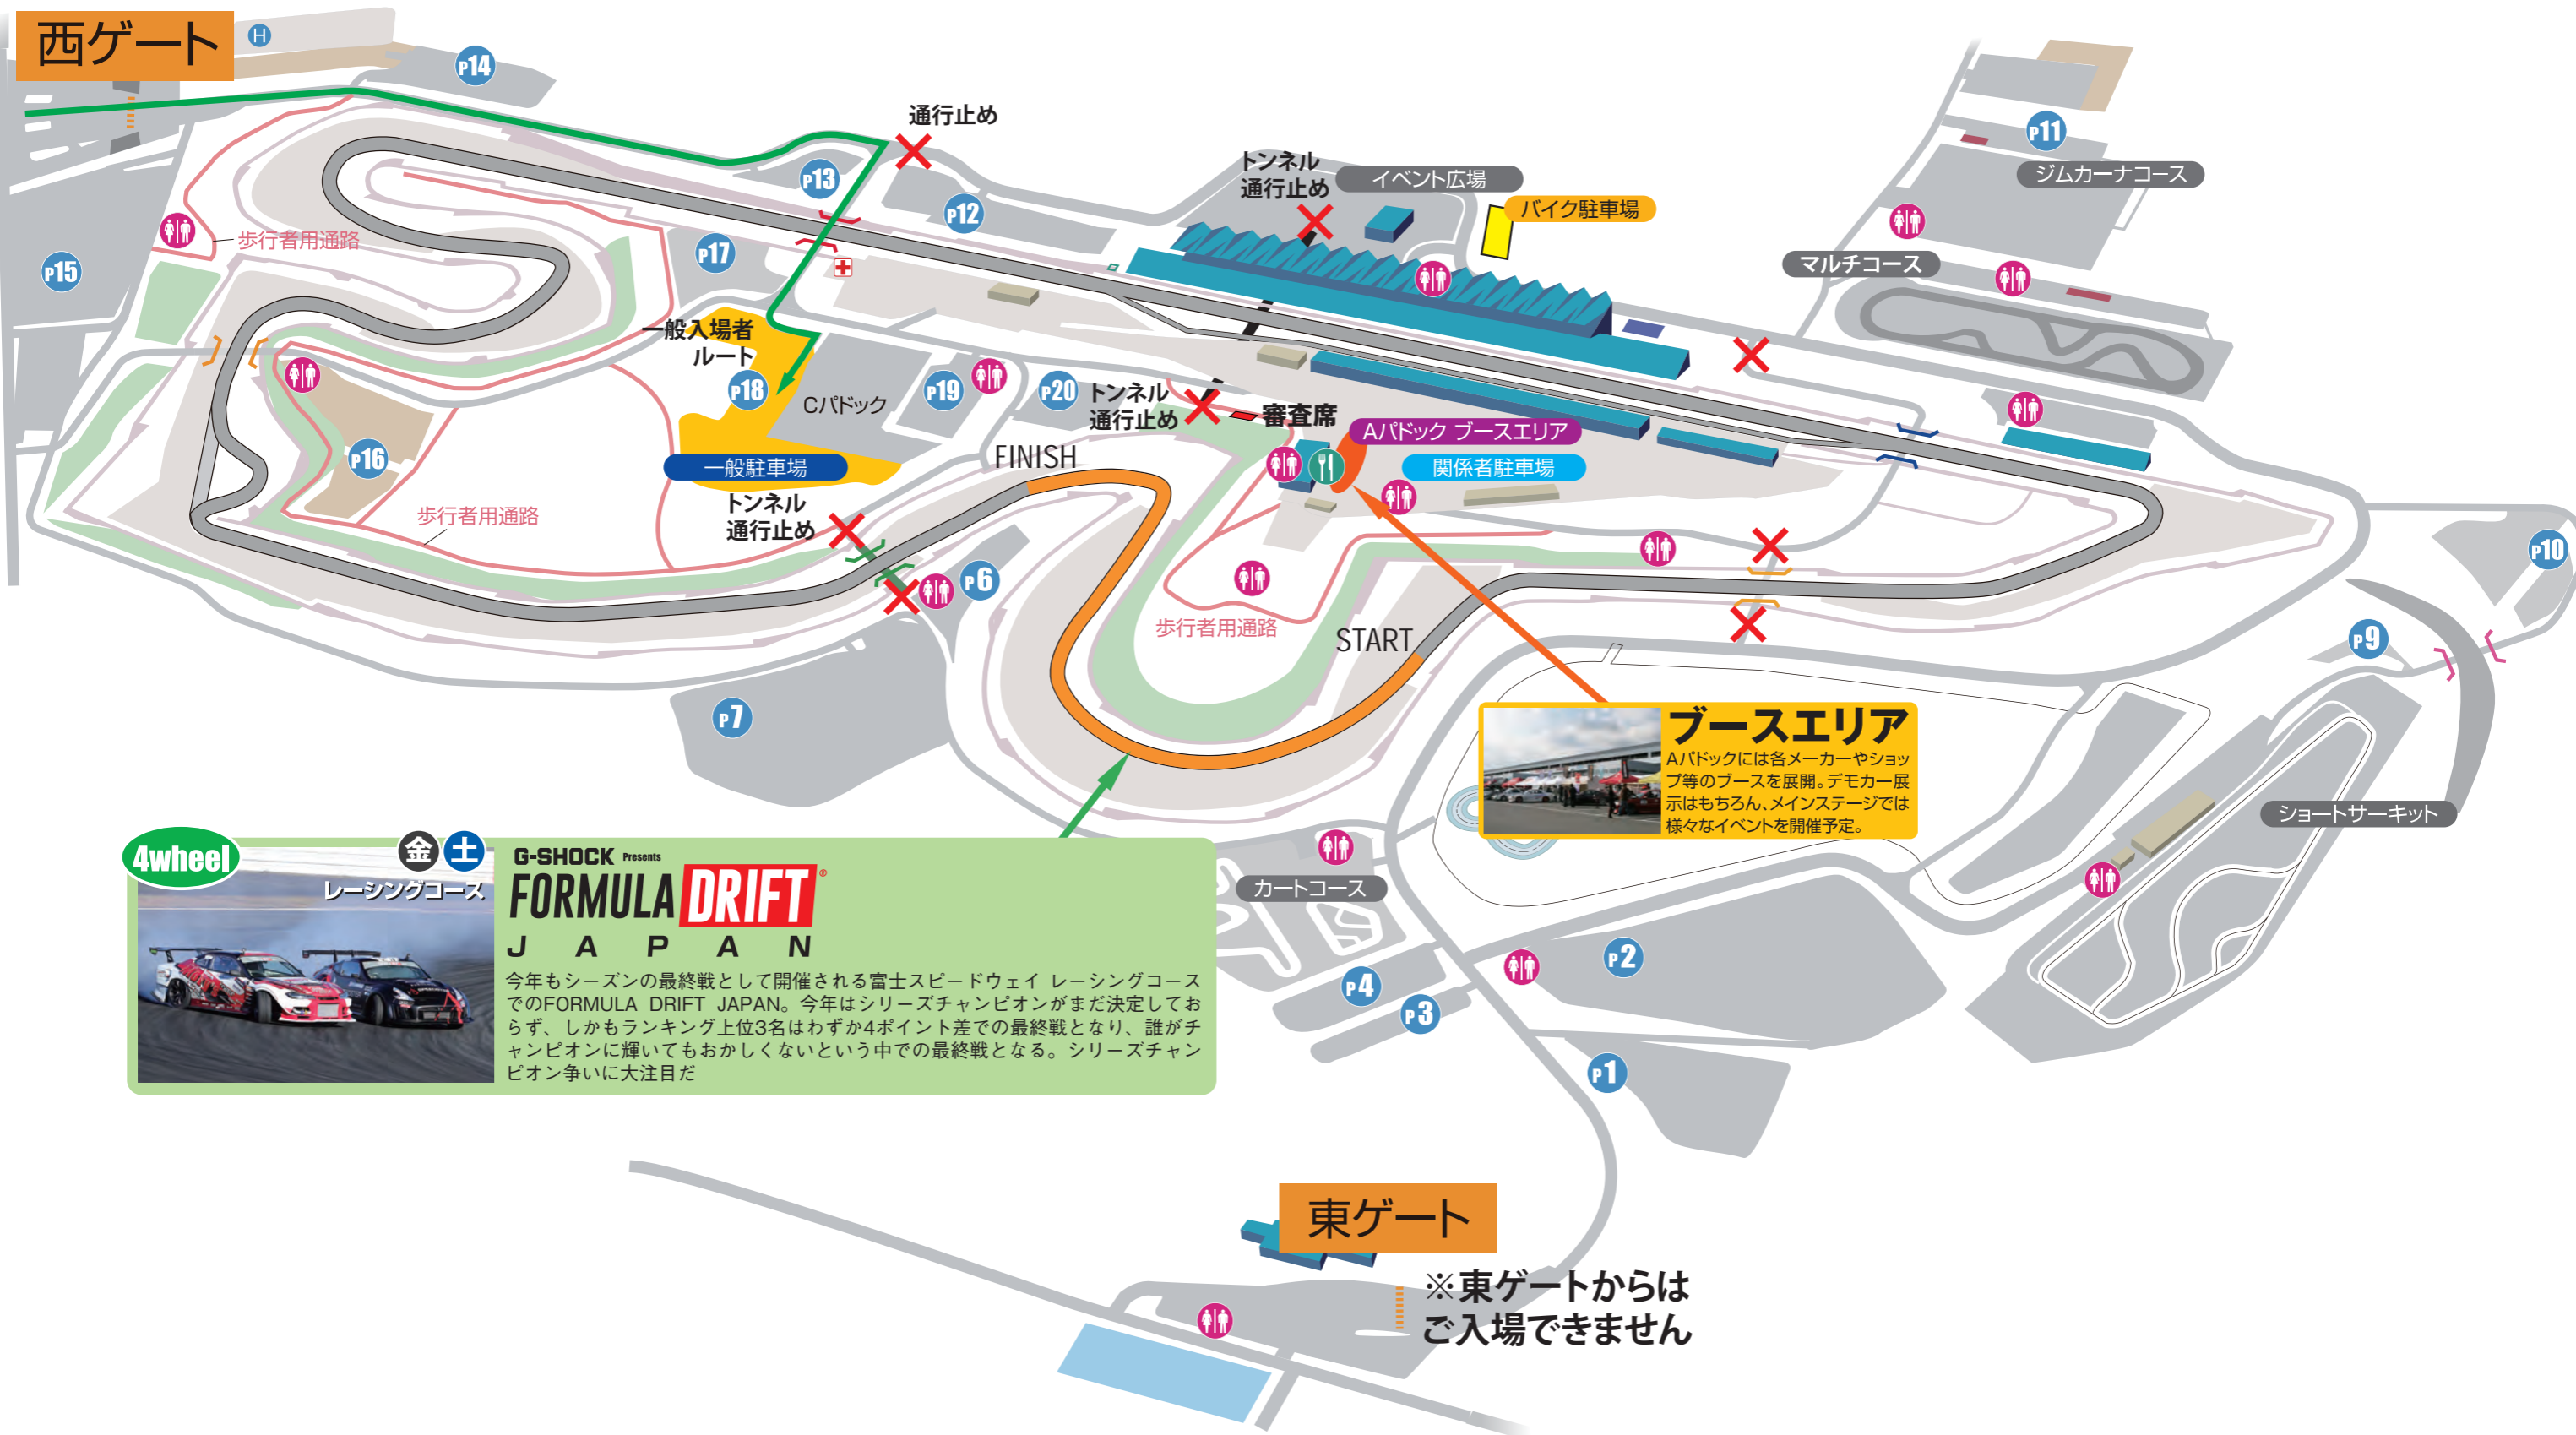 西ゲート
H
P14
通行止め
P13
P12
トンネル
通行止め
イベント広場
バイク駐車場
P11
ジムカーナコース
マルチコース
歩行者用通路
P15
P17
一般入場者
ルート
P18
Cパドック
P19
P20
トンネル
通行止め
審査席
Aパドック ブースエリア
関係者駐車場
一般駐車場
P16
歩行者用通路
トンネル
通行止め
FINISH
P6
歩行者用通路
START
P10
P9
P7
ブースエリア
Aパドックには各メーカーやショッ
プ等のブースを展開。デモカー展
示はもちろん、メインステージでは
様々なイベントを開催予定。
ショートサーキット
カートコース
4wheel
金 土
レーシングコース
G-SHOCK Presents
FORMULA DRIFT®
JAPAN
今年もシーズンの最終戦として開催される富士スピードウェイ レーシングコース
でのFORMULA DRIFT JAPAN。今年はシリーズチャンピオンがまだ決定してお
らず、しかもランキング上位3名はわずか4ポイント差での最終戦となり、誰がチ
ャンピオンに輝いてもおかしくないという中での最終戦となる。シリーズチャン
ピオン争いに大注目だ
P4
P3
P2
P1
東ゲート
※東ゲートからは
ご入場できません